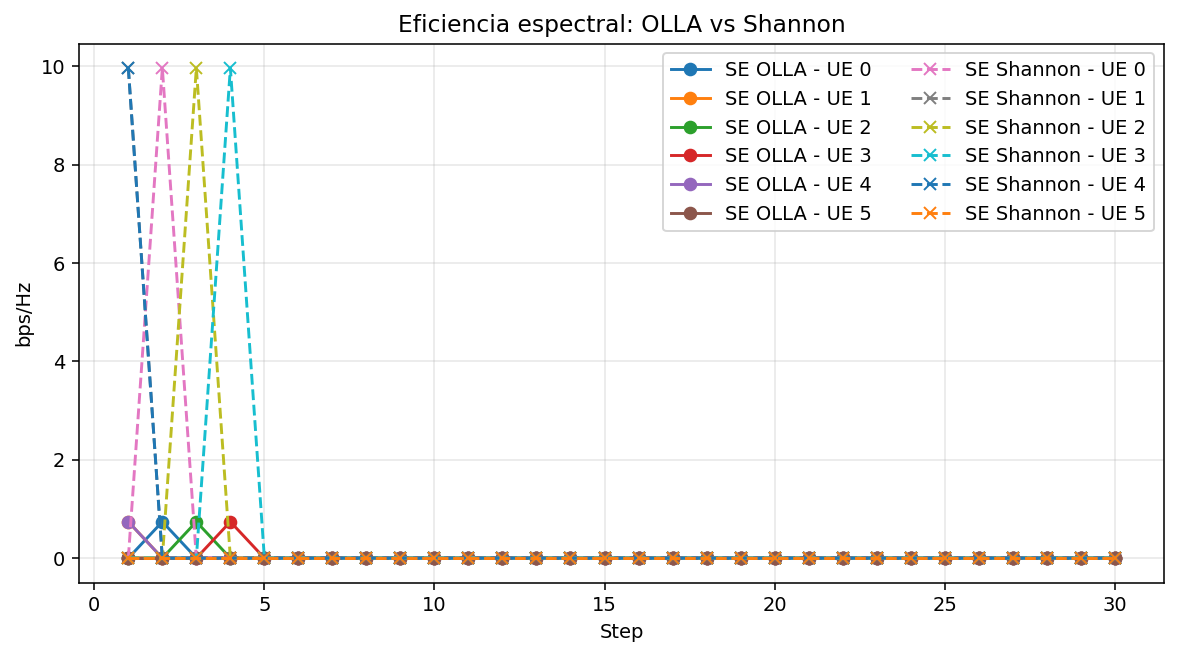 Eficiencia espectral: OLLA vs Shannon
SE OLLA - UE 0
SE OLLA - UE 1
SE OLLA - UE 2
SE OLLA - UE 3
SE OLLA - UE 4
SE OLLA - UE 5
SE Shannon - UE 0
SE Shannon - UE 1
SE Shannon - UE 2
SE Shannon - UE 3
SE Shannon - UE 4
SE Shannon - UE 5
bps/Hz
10
8
6
4
2
0
0
5
10
15
20
25
30
Step